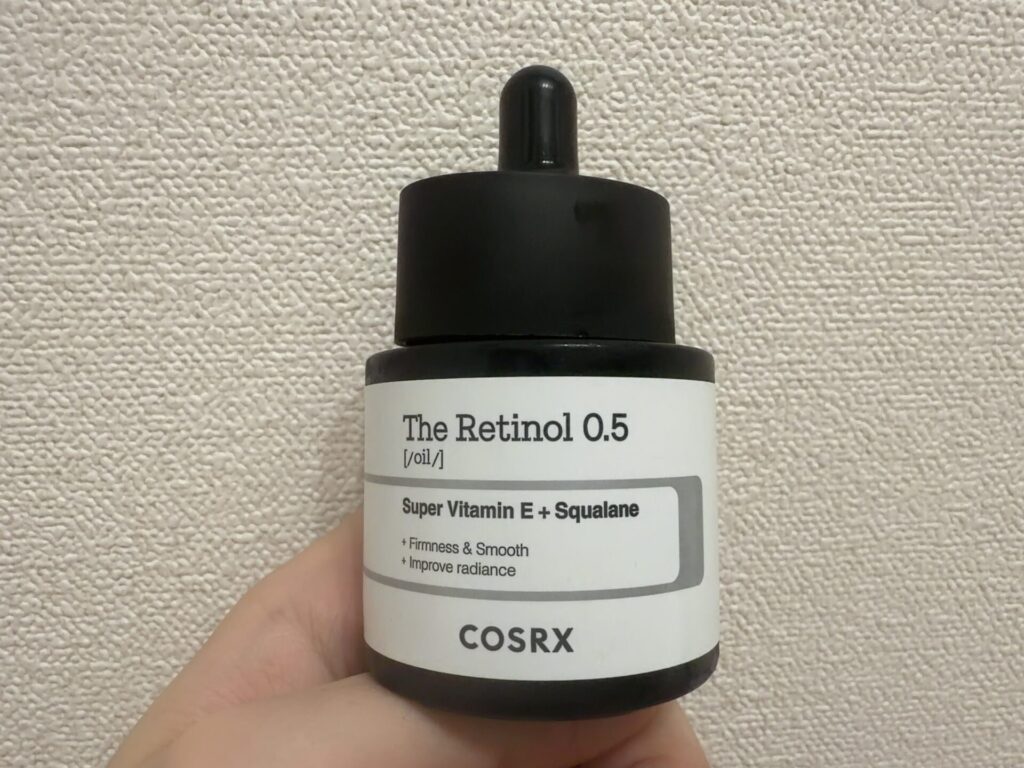 The Retinol 0.5
[/oil/]
Super Vitamin E + Squalane
+ Firmness & Smooth
+ Improve radiance
COSRX